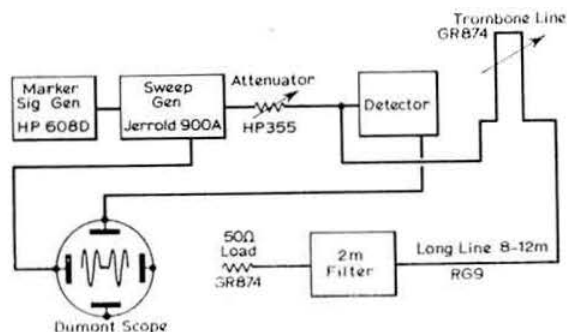 Trombone Line
GR874
Marker
Sig Gen
HP 608D
Sweep
Gen
Jerrold 900A
Attenuator
HP355
Detector
50Ω
Load
GR874
2m
Filter
Long Line 8-12m
RG9
Dumont Scope